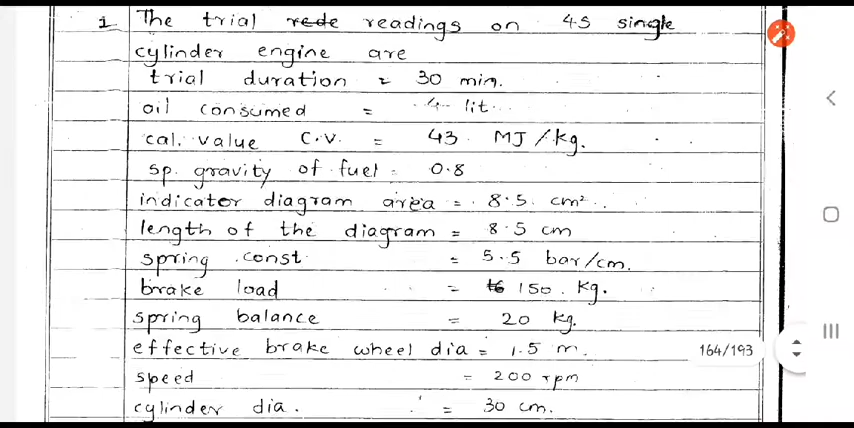 1 The trial rede readings on 4S single
cylinder engine are
trial duration = 30 min.
oil consumed = 4 lit.
cal. value C.V. = 43 MJ/kg.
sp. gravity of fuel = 0.8
indicator diagram area = 8.5 cm².
length of the diagram = 8.5 cm
spring const = 5.5 bar/cm.
brake load = 150 kg.
spring balance = 20 kg.
effective brake wheel dia = 1.5 m.
164/193
speed = 200 rpm
cylinder dia. = 30 cm.